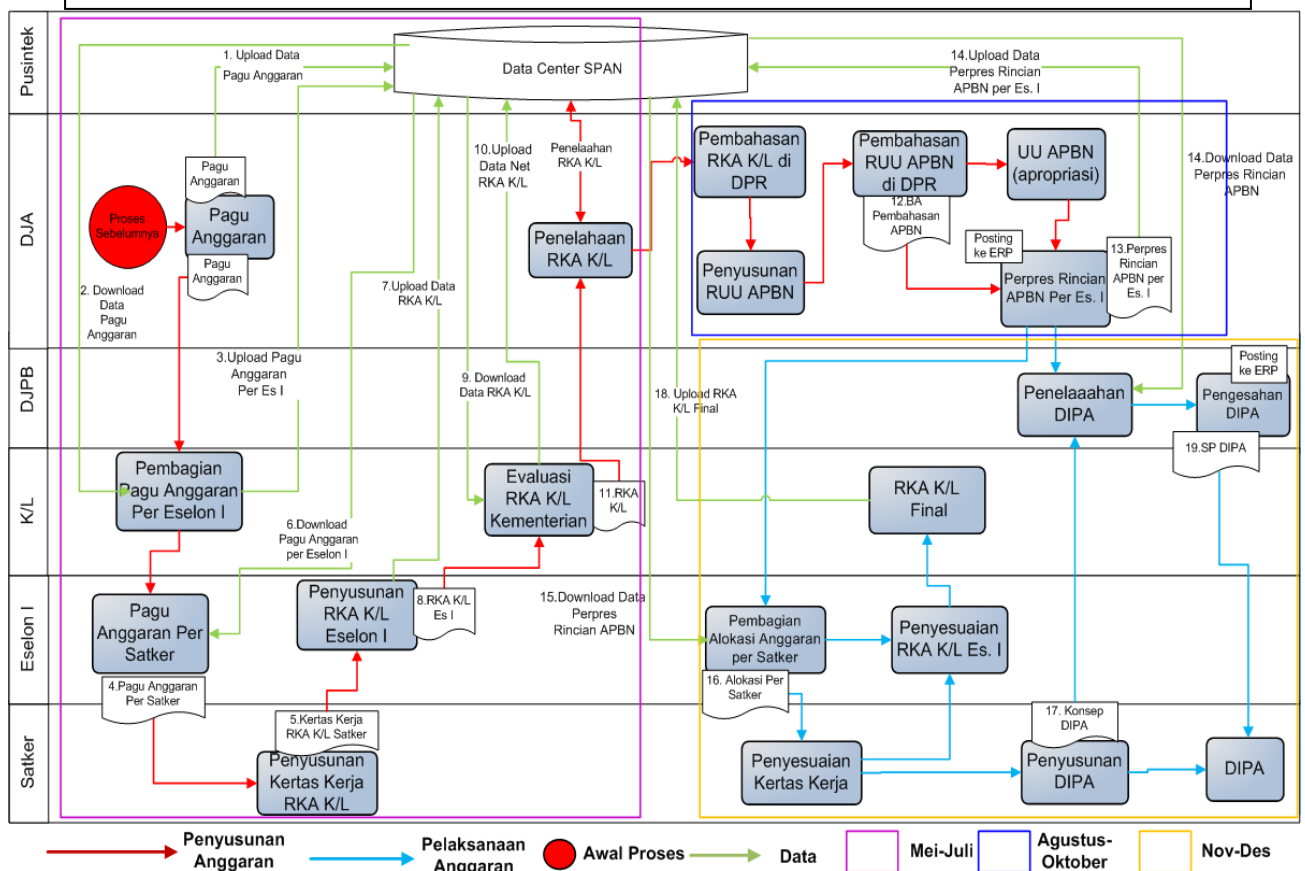 Pusintek
1. Upload Data
Pagu Anggaran
Data Center SPAN
14.Upload Data
Perpres Rincian
APBN per Es. I
DJA
Pagu
Anggaran
Proses
Sebelumnya
Pagu
Anggaran
Pagu
Anggaran
2. Download
Data
Pagu
Anggaran
3.Upload Pagu
Anggaran
Per Es I
7.Upload Data
RKA K/L
10.Upload
Data Net
RKA K/L
Penelaahan
RKA K/L
Penelahaan
RKA K/L
Pembahasan
RKA K/L di
DPR
Penyusunan
RUU APBN
Pembahasan
RUU APBN
di DPR
12.BA
Pembahasan
APBN
UU APBN
(apropriasi)
Posting
ke ERP
Perpres Rincian
APBN Per Es. I
13.Perpres
Rincian
APBN per
Es. I
14.Download Data
Perpres Rincian
APBN
DJPB
9. Download
Data RKA K/L
18. Upload RKA
K/L Final
Penelaaahan
DIPA
Posting
ke ERP
Pengesahan
DIPA
19.SP DIPA
K/L
Pembagian
Pagu Anggaran
Per Eselon I
6.Download
Pagu Anggaran
per Eselon I
Evaluasi
RKA K/L
Kementerian
11.RKA
K/L
RKA K/L
Final
Eselon I
Pagu
Anggaran Per
Satker
4.Pagu Anggaran
Per Satker
Penyusunan
RKA K/L
Eselon I
8.RKA K/L
Es I
15.Download Data
Perpres
Rincian APBN
Pembagian
Alokasi Anggaran
per Satker
16. Alokasi Per
Satker
Penyesuaian
RKA K/L Es. I
Satker
5.Kertas Kerja
RKA K/L Satker
Penyusunan
Kertas Kerja
RKA K/L
Penyesuaian
Kertas Kerja
17. Konsep
DIPA
Penyusunan
DIPA
DIPA
Penyusunan
Anggaran
Pelaksanaan
Anggaran
Awal Proses
Data
Mei-Juli
Agustus-
Oktober
Nov-Des